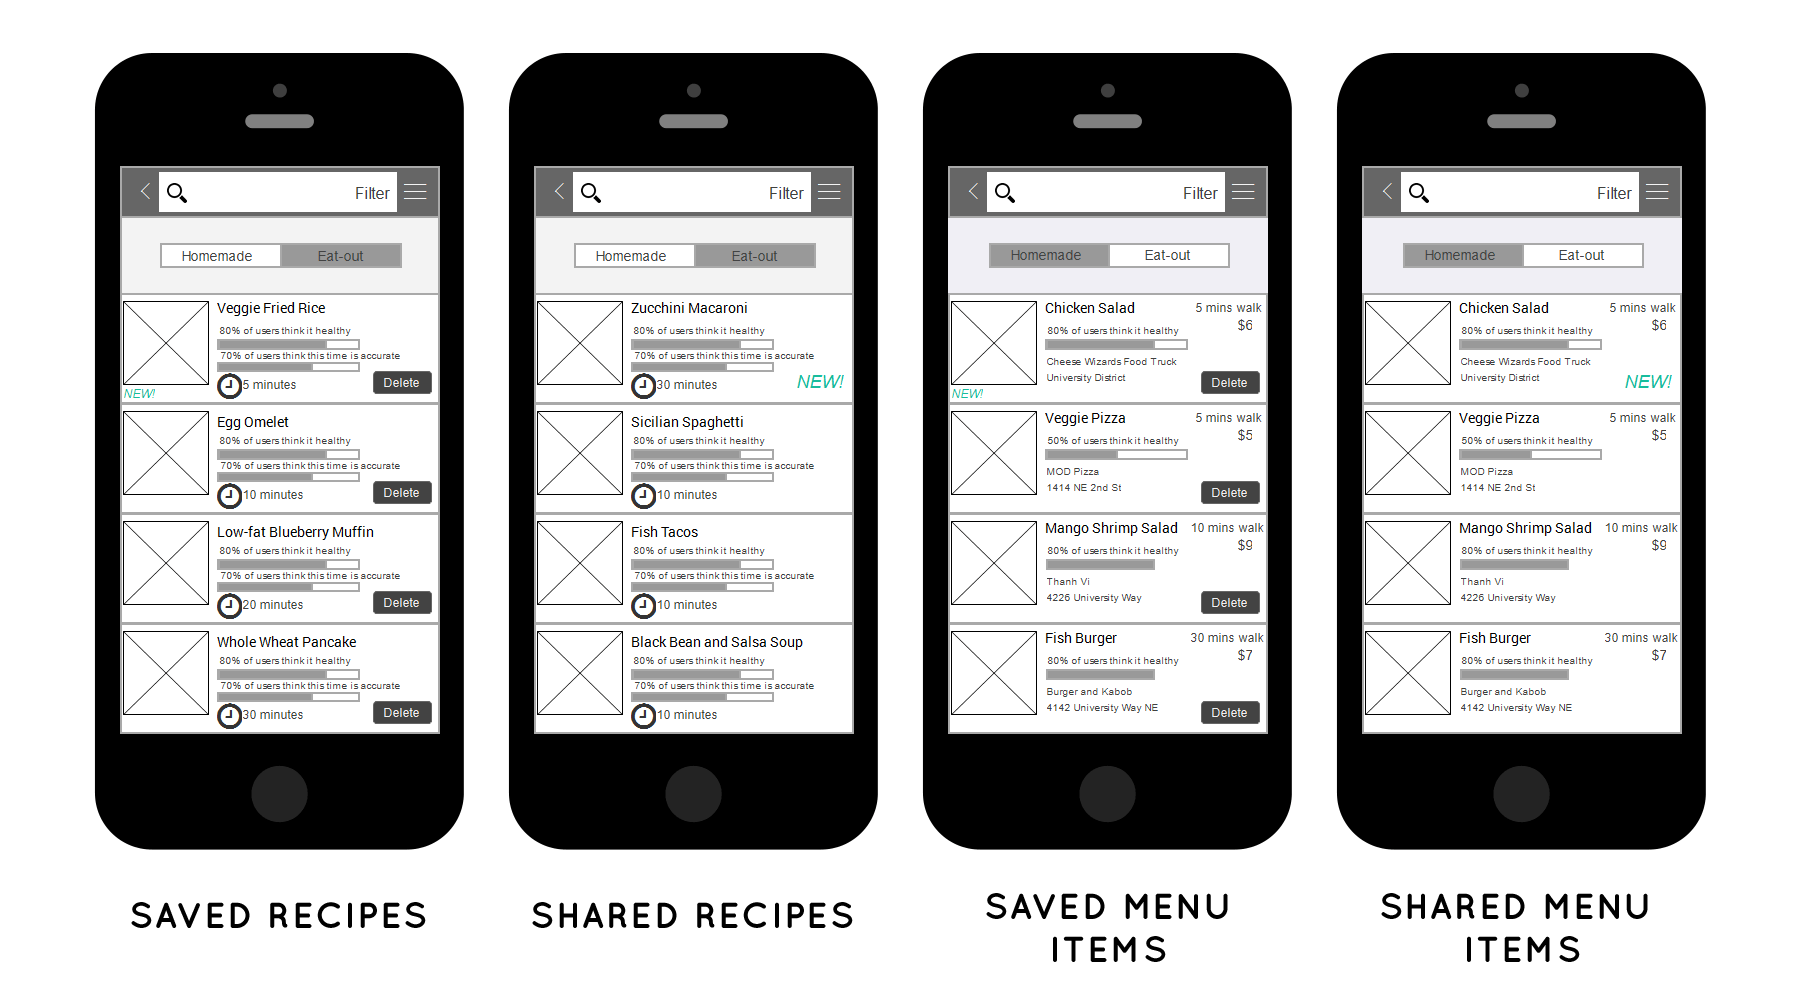 Filter
Homemade Eat-out
Veggie Fried Rice
80% of users think it healthy
70% of users think this time is accurate
5 minutes Delete
NEW!
Egg Omelet
80% of users think it healthy
70% of users think this time is accurate
10 minutes Delete
Low-fat Blueberry Muffin
80% of users think it healthy
70% of users think this time is accurate
20 minutes Delete
Whole Wheat Pancake
80% of users think it healthy
70% of users think this time is accurate
30 minutes Delete
SAVED RECIPES
Filter
Homemade Eat-out
Zucchini Macaroni
80% of users think it healthy
70% of users think this time is accurate
30 minutes NEW!
Sicilian Spaghetti
80% of users think it healthy
70% of users think this time is accurate
10 minutes
Fish Tacos
80% of users think it healthy
70% of users think this time is accurate
10 minutes
Black Bean and Salsa Soup
80% of users think it healthy
70% of users think this time is accurate
10 minutes
SHARED RECIPES
Filter
Homemade Eat-out
Chicken Salad 5 mins walk
80% of users think it healthy $6
Cheese Wizards Food Truck
University District Delete
NEW!
Veggie Pizza 5 mins walk
50% of users think it healthy $5
MOD Pizza
1414 NE 2nd St Delete
Mango Shrimp Salad 10 mins walk
80% of users think it healthy $9
Thanh Vi
4226 University Way Delete
Fish Burger 30 mins walk
80% of users think it healthy $7
Burger and Kabob
4142 University Way NE Delete
SAVED MENU
ITEMS
Filter
Homemade Eat-out
Chicken Salad 5 mins walk
80% of users think it healthy $6
Cheese Wizards Food Truck
University District NEW!
Veggie Pizza 5 mins walk
50% of users think it healthy $5
MOD Pizza
1414 NE 2nd St
Mango Shrimp Salad 10 mins walk
80% of users think it healthy $9
Thanh Vi
4226 University Way
Fish Burger 30 mins walk
80% of users think it healthy $7
Burger and Kabob
4142 University Way NE
SHARED MENU
ITEMS